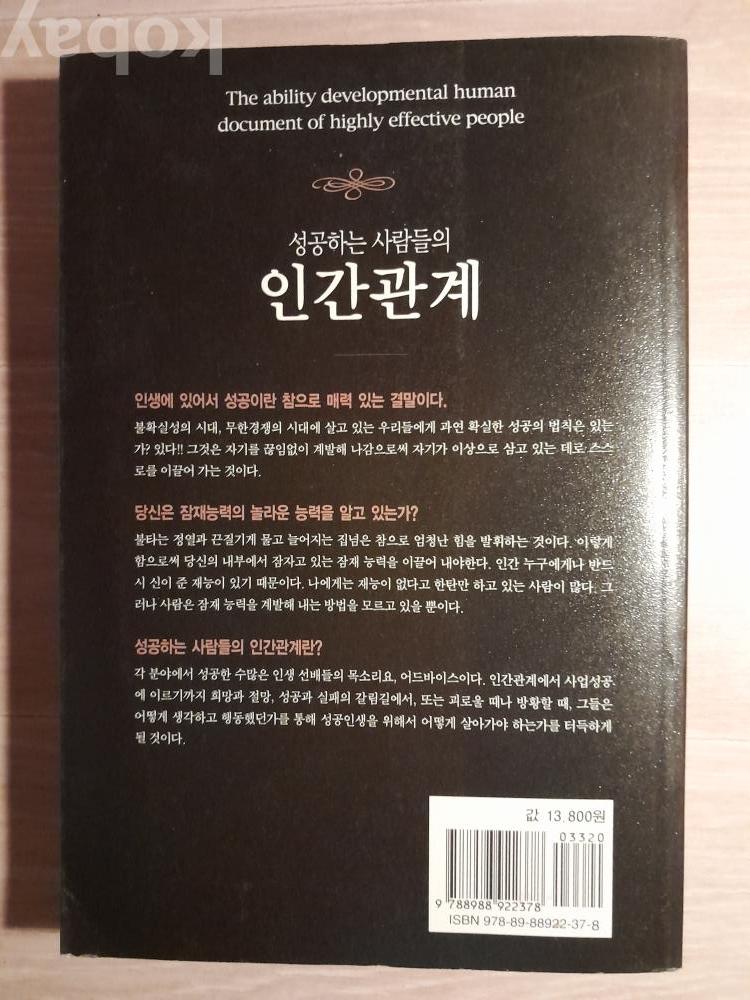 kobay
The ability developmental human
document of highly effective people
성공하는 사람들의
인간관계
인생에 있어서 성공이란 참으로 매력 있는 결말이다.
불확실성의 시대, 무한경쟁의 시대에 살고 있는 우리들에게 과연 확실한 성공의 법칙은 있는
가? 있다!! 그것은 자기를 끊임없이 계발해 나감으로써 자기가 이상으로 삼고 있는 데로 스스
로를 이끌어 가는 것이다.
당신은 잠재능력의 놀라운 능력을 알고 있는가?
불타는 정열과 끈질기게 물고 늘어지는 집념은 참으로 엄청난 힘을 발휘하는 것이다. 이렇게
함으로써 당신의 내부에서 잠자고 있는 잠재 능력을 이끌어 내야한다. 인간 누구에게나 반드
시 신이 준 재능이 있기 때문이다. 나에게는 재능이 없다고 한탄만 하고 있는 사람이 많다. 그
러나 사람은 잠재 능력을 계발해 내는 방법을 모르고 있을 뿐이다.
성공하는 사람들의 인간관계란?
각 분야에서 성공한 수많은 인생 선배들의 목소리요, 어드바이스이다. 인간관계에서 사업성공
에 이르기까지 희망과 절망, 성공과 실패의 갈림길에서, 또는 괴로울 때나 방황할 때, 그들은
어떻게 생각하고 행동했던가를 통해 성공인생을 위해서 어떻게 살아가야 하는가를 터득하게
될 것이다.
값 13,800원
03320
9 788988 922378
ISBN 978-89-88922-37-8